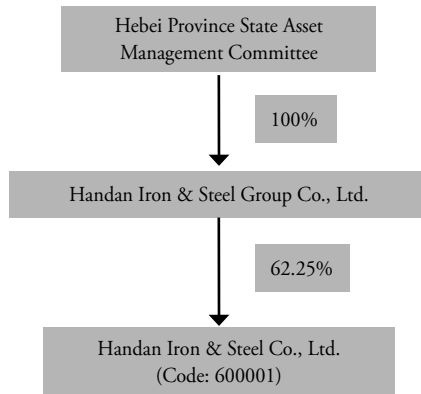 Hebei Province State Asset
Management Committee
100%
Handan Iron & Steel Group Co., Ltd.
62.25%
Handan Iron & Steel Co., Ltd.
(Code: 600001)